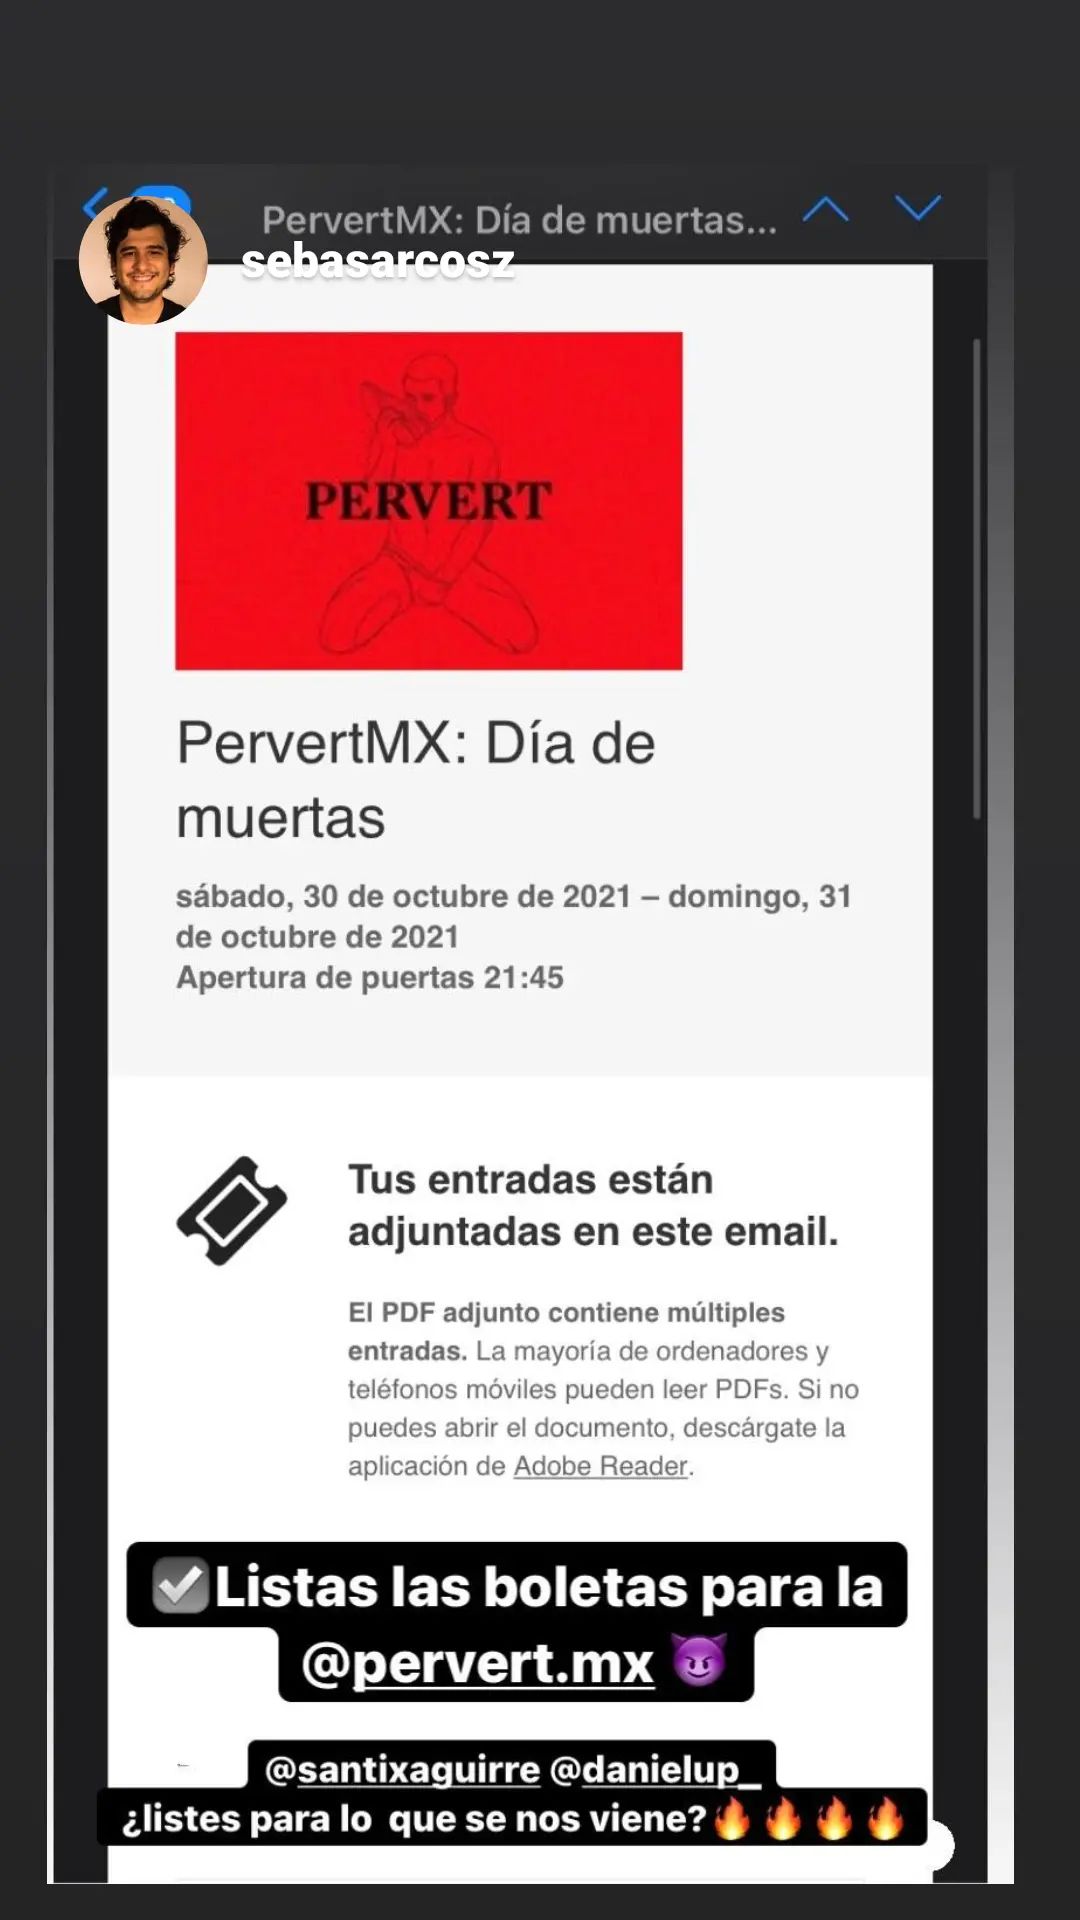 PervertMX: Día de muertas...
sebasarcosz
PERVERT
PervertMX: Día de
muertas
sábado, 30 de octubre de 2021 – domingo, 31
de octubre de 2021
Apertura de puertas 21:45
Tus entradas están
adjuntadas en este email.
El PDF adjunto contiene múltiples
entradas. La mayoría de ordenadores y
teléfonos móviles pueden leer PDFs. Si no
puedes abrir el documento, descárgate la
aplicación de Adobe Reader.
☑️Listas las boletas para la
@pervert.mx 😈
@santixaguirre @danielup_
¿listes para lo que se nos viene?🔥🔥🔥🔥